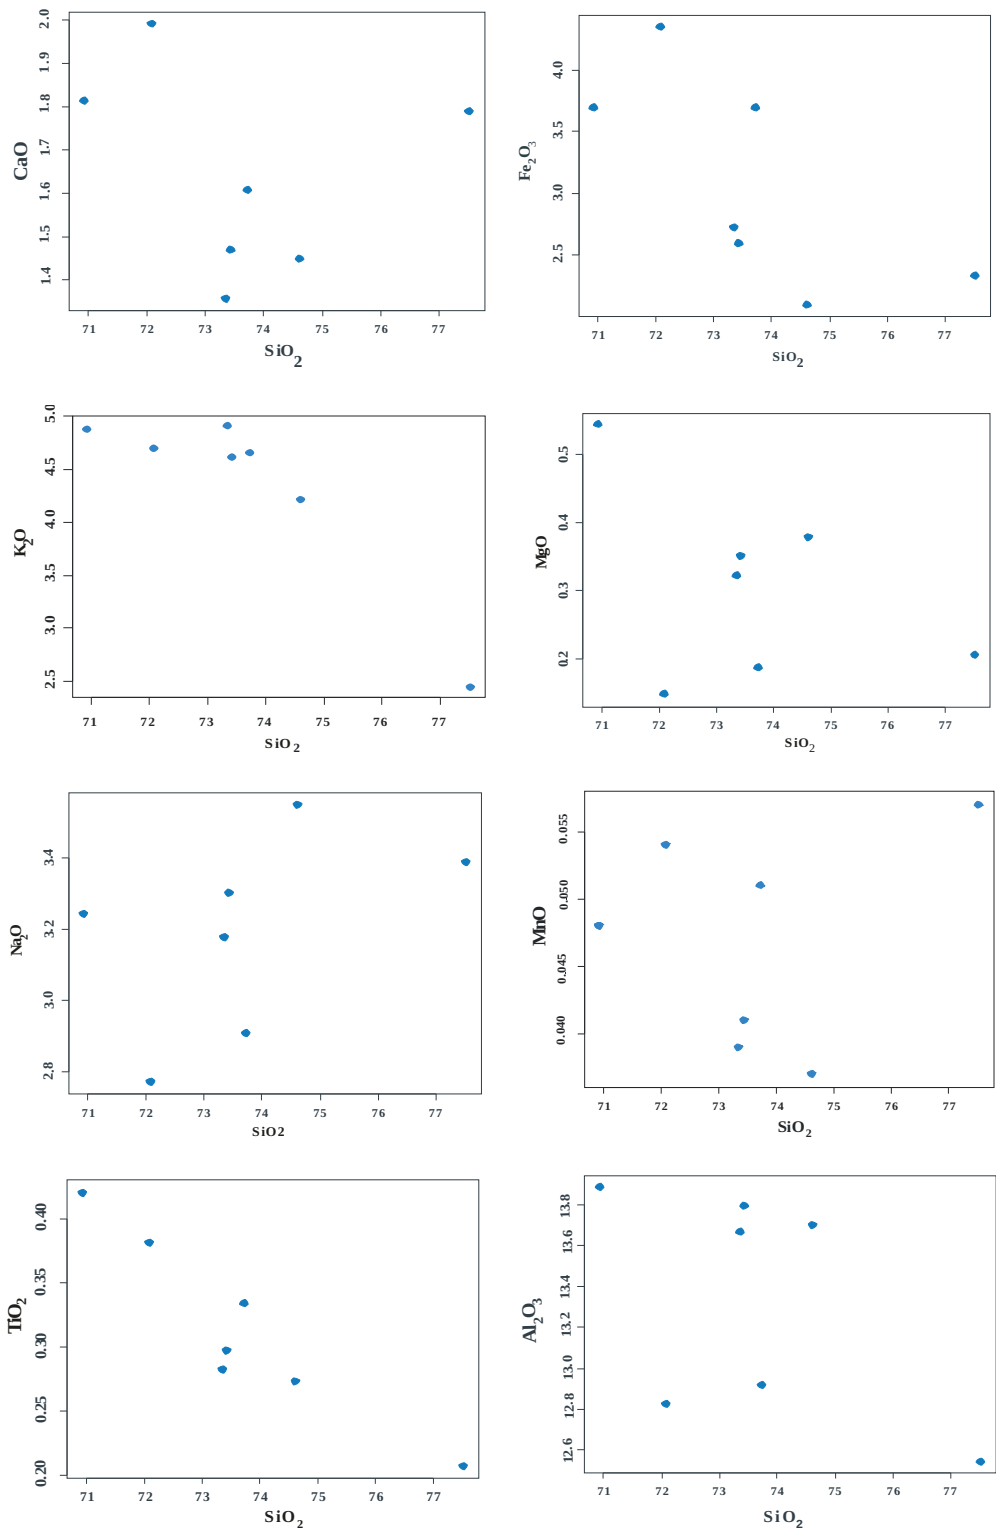 CaO
2.0
1.9
1.8
1.7
1.6
1.5
1.4
71 72 73 74 75 76 77
SiO2
Fe2O3
4.0
3.5
3.0
2.5
71 72 73 74 75 76 77
SiO2
K2O
5.0
4.5
4.0
3.5
3.0
2.5
71 72 73 74 75 76 77
SiO2
MgO
0.5
0.4
0.3
0.2
71 72 73 74 75 76 77
SiO2
Na2O
3.4
3.2
3.0
2.8
71 72 73 74 75 76 77
SiO2
MnO
0.055
0.050
0.045
0.040
71 72 73 74 75 76 77
SiO2
TiO2
0.40
0.35
0.30
0.25
0.20
71 72 73 74 75 76 77
SiO2
Al2O3
13.8
13.6
13.4
13.2
13.0
12.8
12.6
71 72 73 74 75 76 77
SiO2